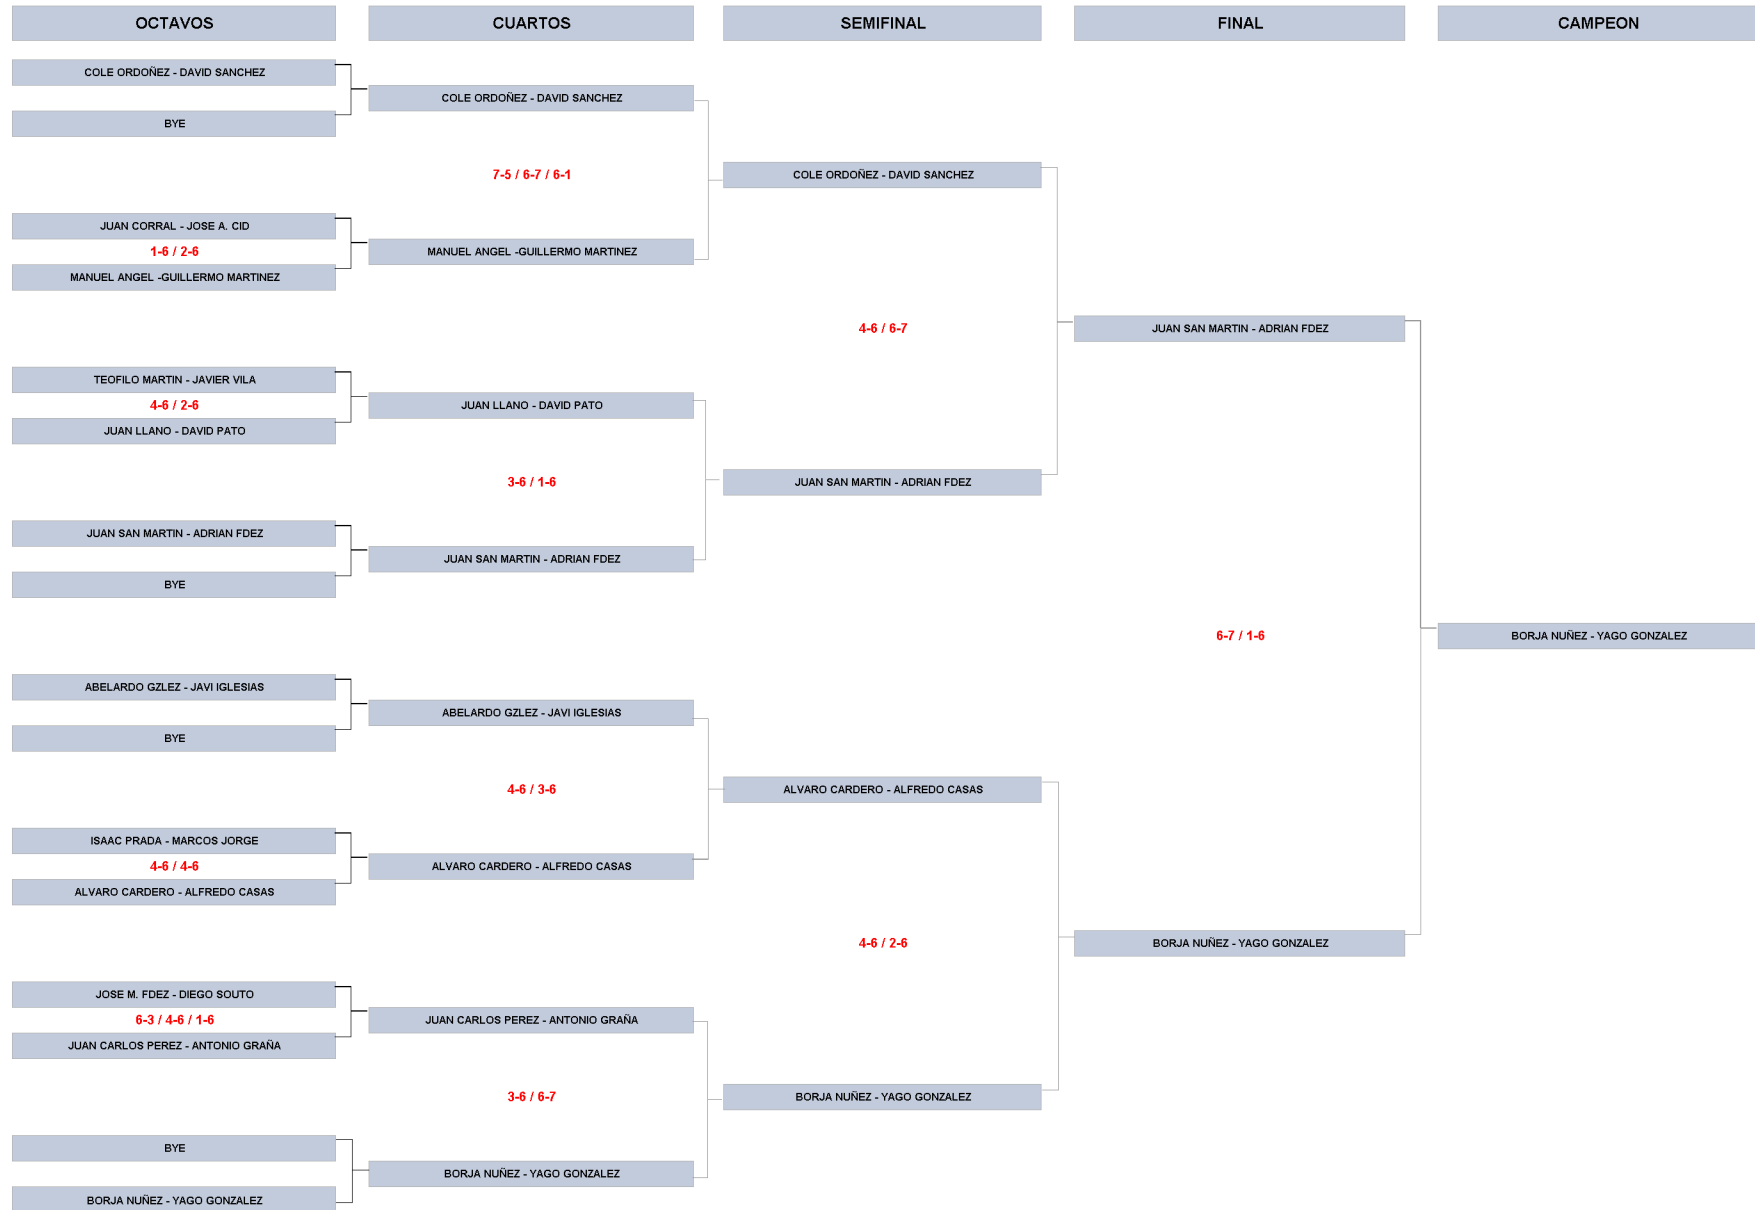 OCTAVOS
CUARTOS
SEMIFINAL
FINAL
CAMPEON
COLE ORDOÑEZ - DAVID SANCHEZ
BYE
JUAN CORRAL - JOSE A. CID
1-6 / 2-6
MANUEL ANGEL -GUILLERMO MARTINEZ
TEOFILO MARTIN - JAVIER VILA
4-6 / 2-6
JUAN LLANO - DAVID PATO
JUAN SAN MARTIN - ADRIAN FDEZ
BYE
ABELARDO GZLEZ - JAVI IGLESIAS
BYE
ISAAC PRADA - MARCOS JORGE
4-6 / 4-6
ALVARO CARDERO - ALFREDO CASAS
JOSE M. FDEZ - DIEGO SOUTO
6-3 / 4-6 / 1-6
JUAN CARLOS PEREZ - ANTONIO GRAÑA
BYE
BORJA NUÑEZ - YAGO GONZALEZ
COLE ORDOÑEZ - DAVID SANCHEZ
7-5 / 6-7 / 6-1
MANUEL ANGEL -GUILLERMO MARTINEZ
JUAN LLANO - DAVID PATO
3-6 / 1-6
JUAN SAN MARTIN - ADRIAN FDEZ
ABELARDO GZLEZ - JAVI IGLESIAS
4-6 / 3-6
ALVARO CARDERO - ALFREDO CASAS
JUAN CARLOS PEREZ - ANTONIO GRAÑA
3-6 / 6-7
BORJA NUÑEZ - YAGO GONZALEZ
COLE ORDOÑEZ - DAVID SANCHEZ
4-6 / 6-7
JUAN SAN MARTIN - ADRIAN FDEZ
ALVARO CARDERO - ALFREDO CASAS
4-6 / 2-6
BORJA NUÑEZ - YAGO GONZALEZ
JUAN SAN MARTIN - ADRIAN FDEZ
6-7 / 1-6
BORJA NUÑEZ - YAGO GONZALEZ
BORJA NUÑEZ - YAGO GONZALEZ